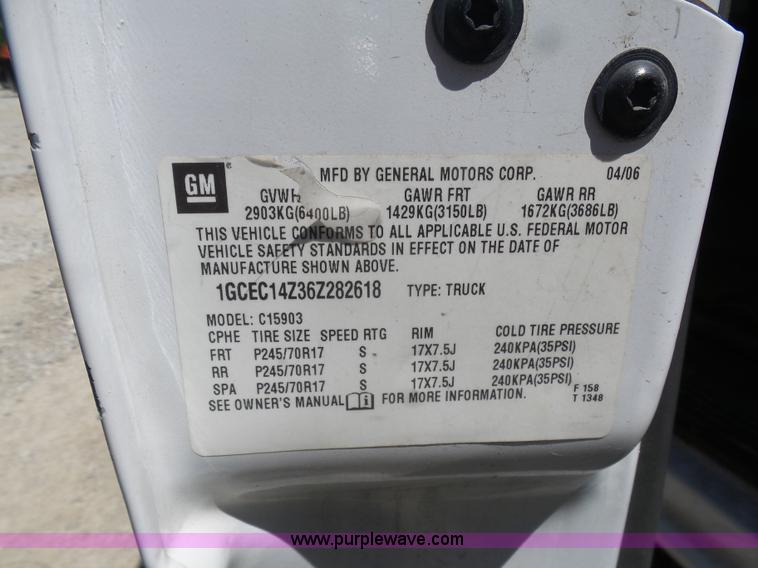 GM
MFD BY GENERAL MOTORS CORP. 04/06
GVWR GAWR FRT GAWR RR
2903KG(6400LB) 1429KG(3150LB) 1672KG(3686LB)
THIS VEHICLE CONFORMS TO ALL APPLICABLE U.S. FEDERAL MOTOR
VEHICLE SAFETY STANDARDS IN EFFECT ON THE DATE OF
MANUFACTURE SHOWN ABOVE.
1GCEC14Z36Z282618 TYPE: TRUCK
MODEL: C15903
CPHE TIRE SIZE SPEED RTG RIM COLD TIRE PRESSURE
FRT P245/70R17 S 17X7.5J 240KPA(35PSI)
RR P245/70R17 S 17X7.5J 240KPA(35PSI)
SPA P245/70R17 S 17X7.5J 240KPA(35PSI)
SEE OWNER'S MANUAL FOR MORE INFORMATION.
F 158
T 1348
www.purplewave.com